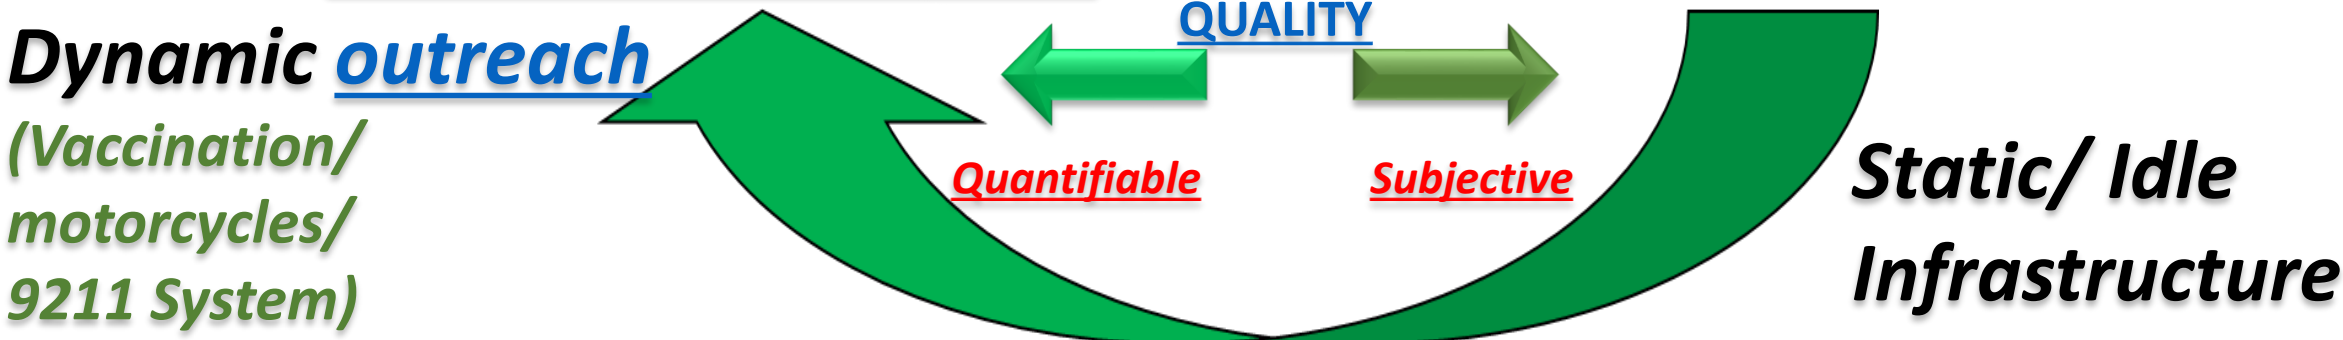 Dynamic outreach
(Vaccination/
motorcycles/
9211 System)
QUALITY
Quantifiable
Subjective
Static/ Idle
Infrastructure